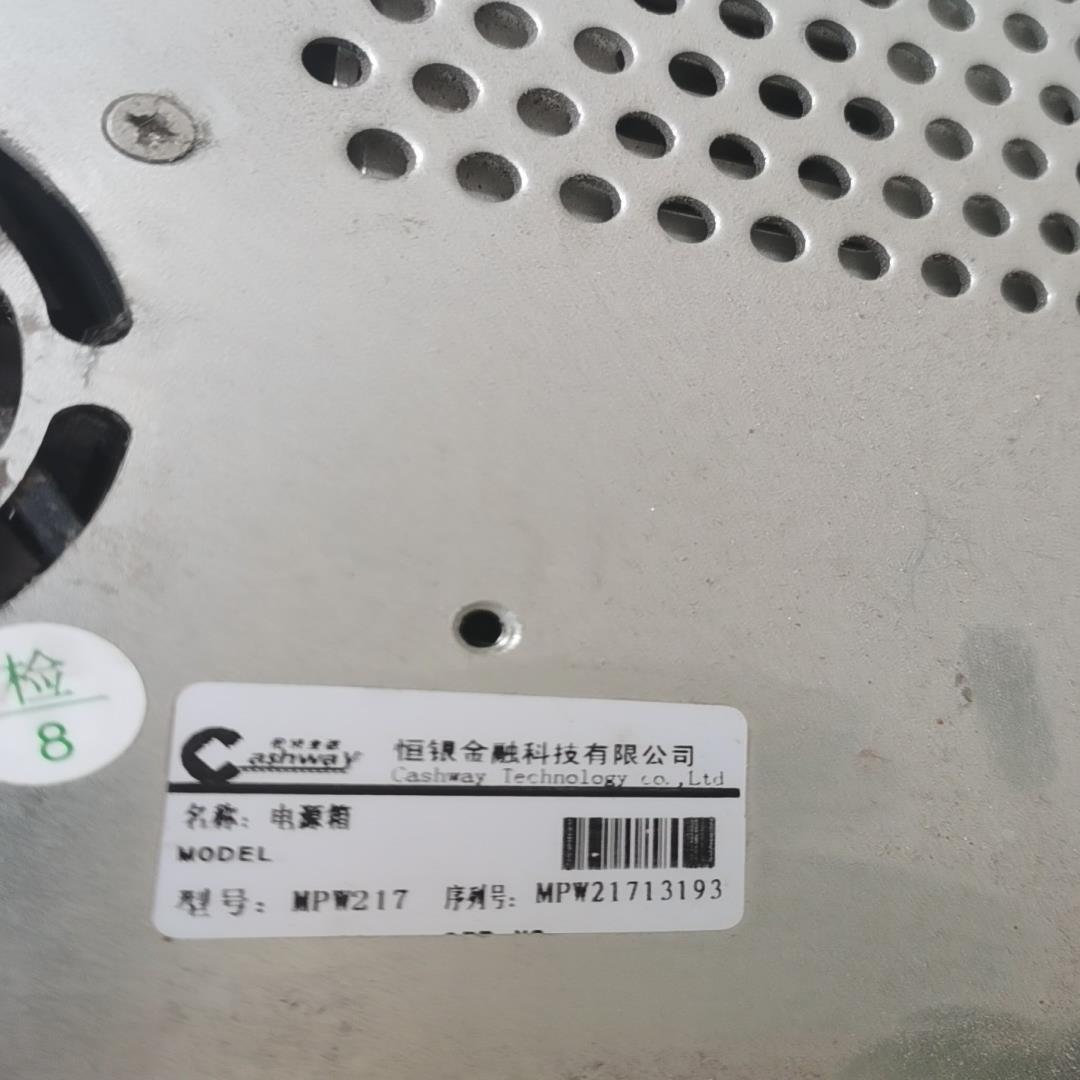 检
8
Cashway
恒银金融科技有限公司
Cashway Technology co.,Ltd
名称：电源箱
MODEL
型号：MPW217 序列号：MPW21713193